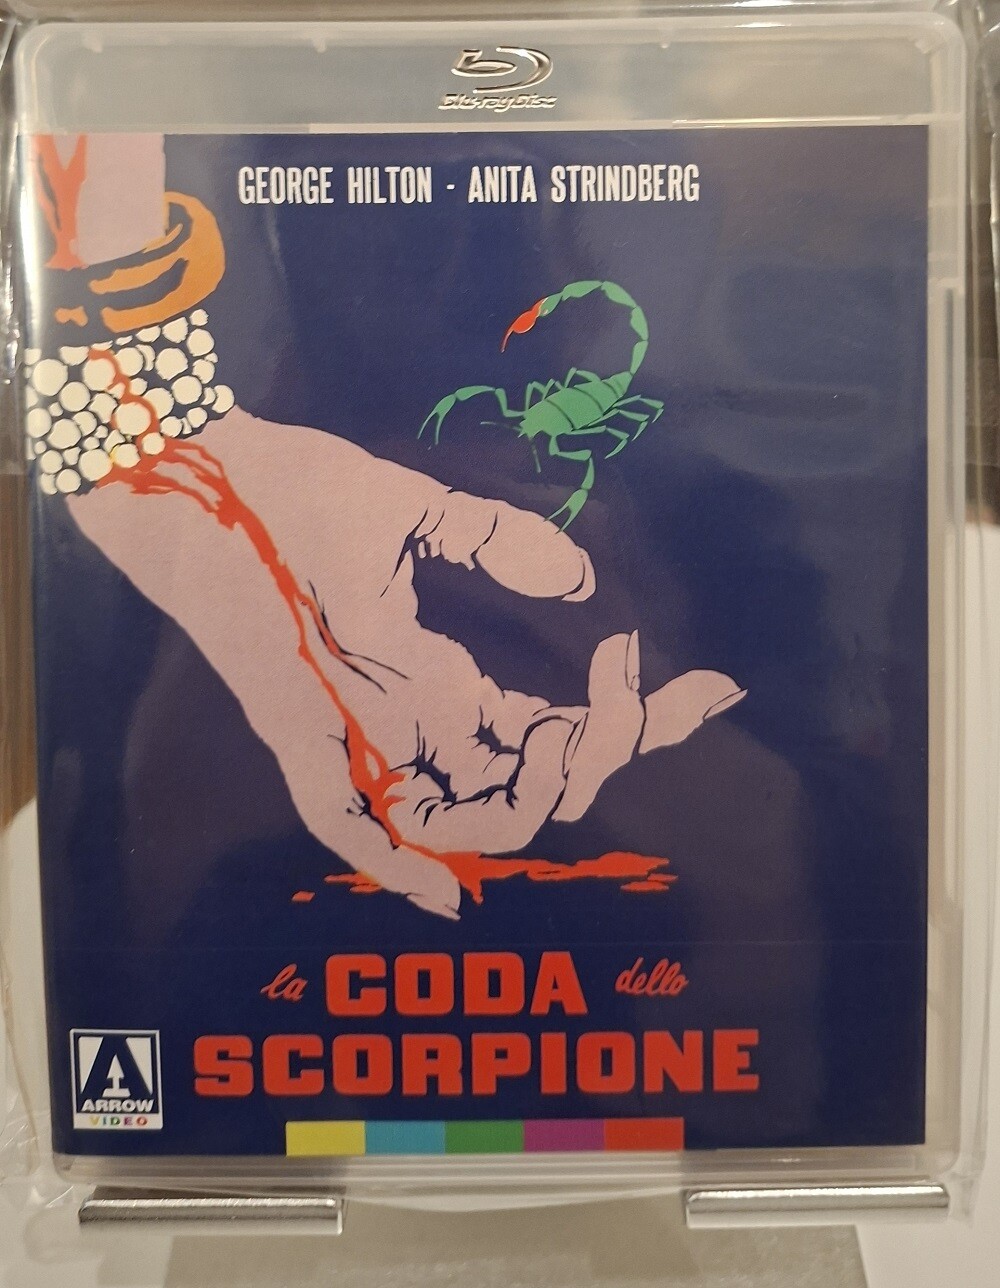 Blu-ray Disc
GEORGE HILTON - ANITA STRINDBERG
la CODA dello
SCORPIONE
A
ARROW
VIDEO